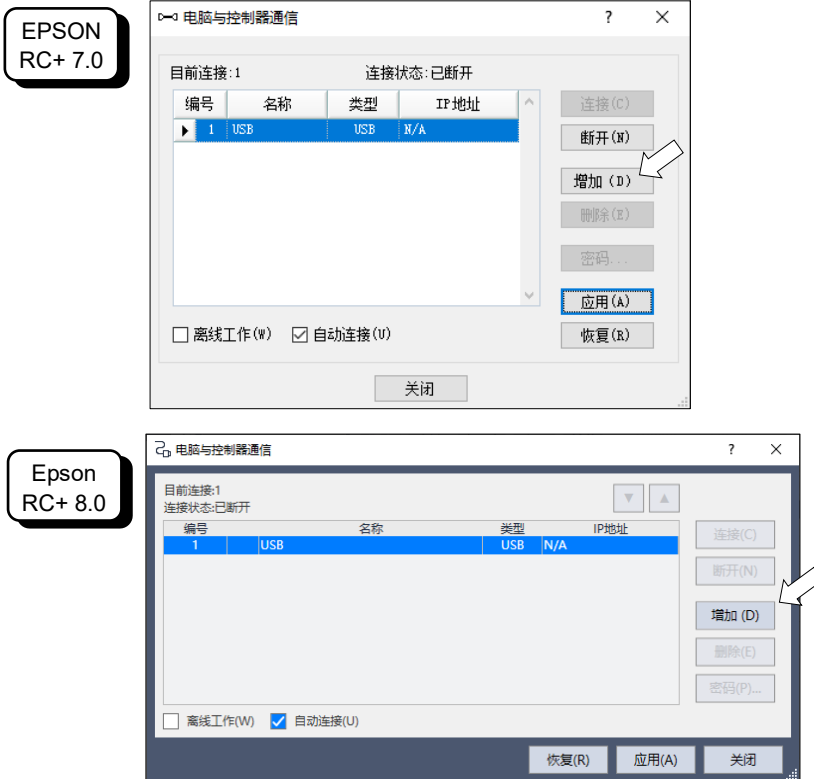 EPSON
RC+ 7.0
电脑与控制器通信 ? ×
目前连接:1 连接状态:已断开
编号 名称 类型 IP地址
1 USB USB N/A
连接(C)
断开(N)
增加 (D)
删除(E)
密码...
应用(A)
离线工作(W) 自动连接(U) 恢复(R)
关闭
Epson
RC+ 8.0
电脑与控制器通信 ? ×
目前连接:1
连接状态:已断开
编号 名称 类型 IP地址
1 USB USB N/A
连接(C)
断开(N)
增加 (D)
删除(E)
密码(P)...
离线工作(W) 自动连接(U)
恢复(R) 应用(A) 关闭